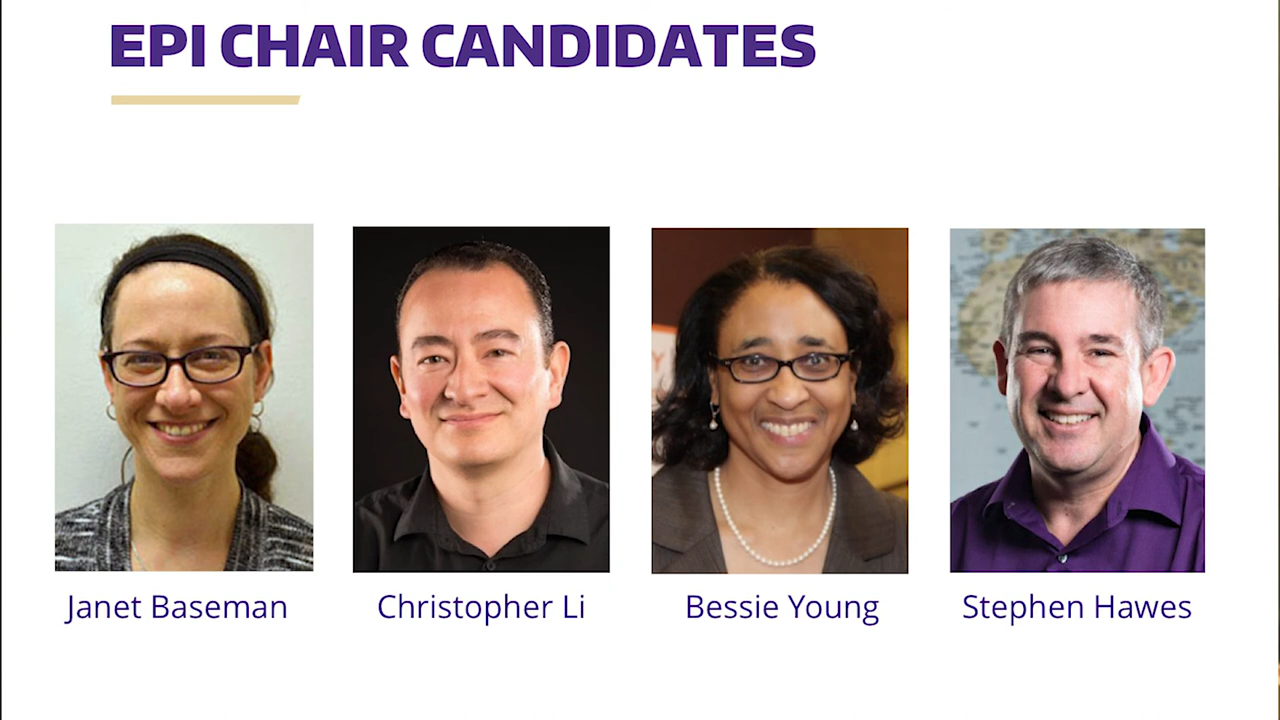 EPI CHAIR CANDIDATES
Janet Baseman
Christopher Li
Bessie Young
Stephen Hawes